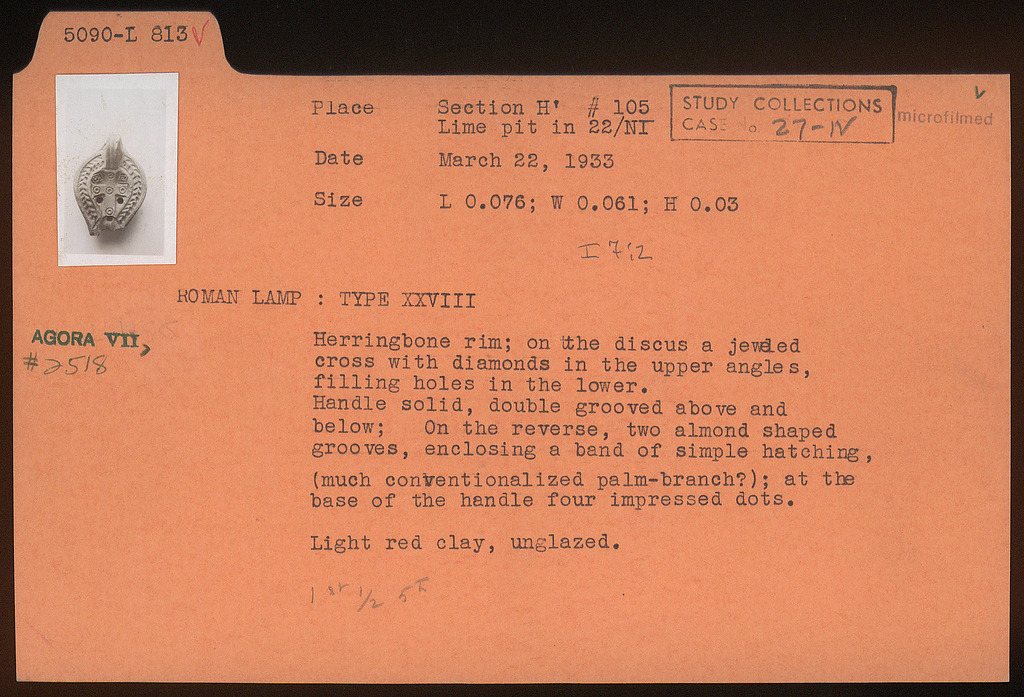 5090-L 813 V
Place Section H' # 105
Lime pit in 22/NI
STUDY COLLECTIONS
CASE No. 27-IV
microfilmed
Date March 22, 1933
Size L 0.076; W 0.061; H 0.03
I 7:2
ROMAN LAMP : TYPE XXVIII
AGORA VII,
#2518
Herringbone rim; on the discus a jeweled
cross with diamonds in the upper angles,
filling holes in the lower.
Handle solid, double grooved above and
below; On the reverse, two almond shaped
grooves, enclosing a band of simple hatching,
(much conventionalized palm-branch?); at the
base of the handle four impressed dots.
Light red clay, unglazed.
1st 1/2 5th